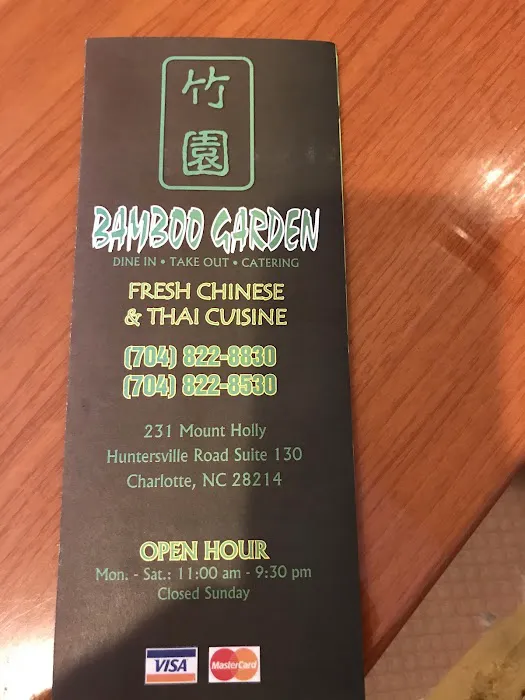 竹
園
BAMBOO GARDEN
DINE IN • TAKE OUT • CATERING
FRESH CHINESE
& THAI CUISINE
(704) 822-8830
(704) 822-8530
231 Mount Holly
Huntersville Road Suite 130
Charlotte, NC 28214
OPEN HOUR
Mon. - Sat.: 11:00 am - 9:30 pm
Closed Sunday
VISA MasterCard